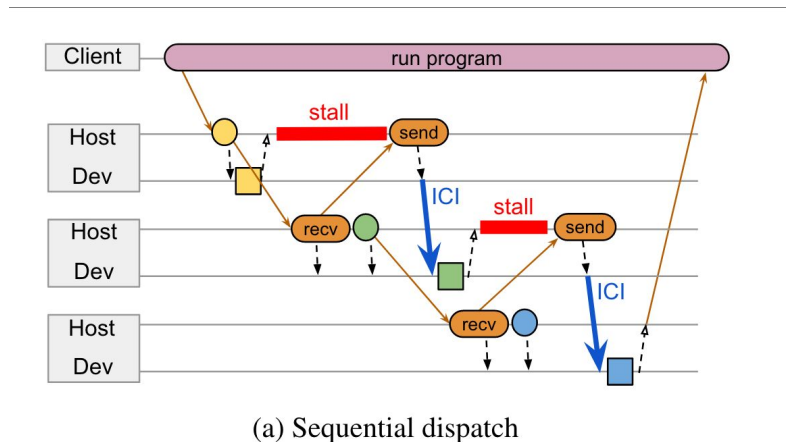 Client
run program
stall
Host
send
Dev
ICI
stall
Host
recv
send
Dev
ICI
Host
recv
Dev
(a) Sequential dispatch